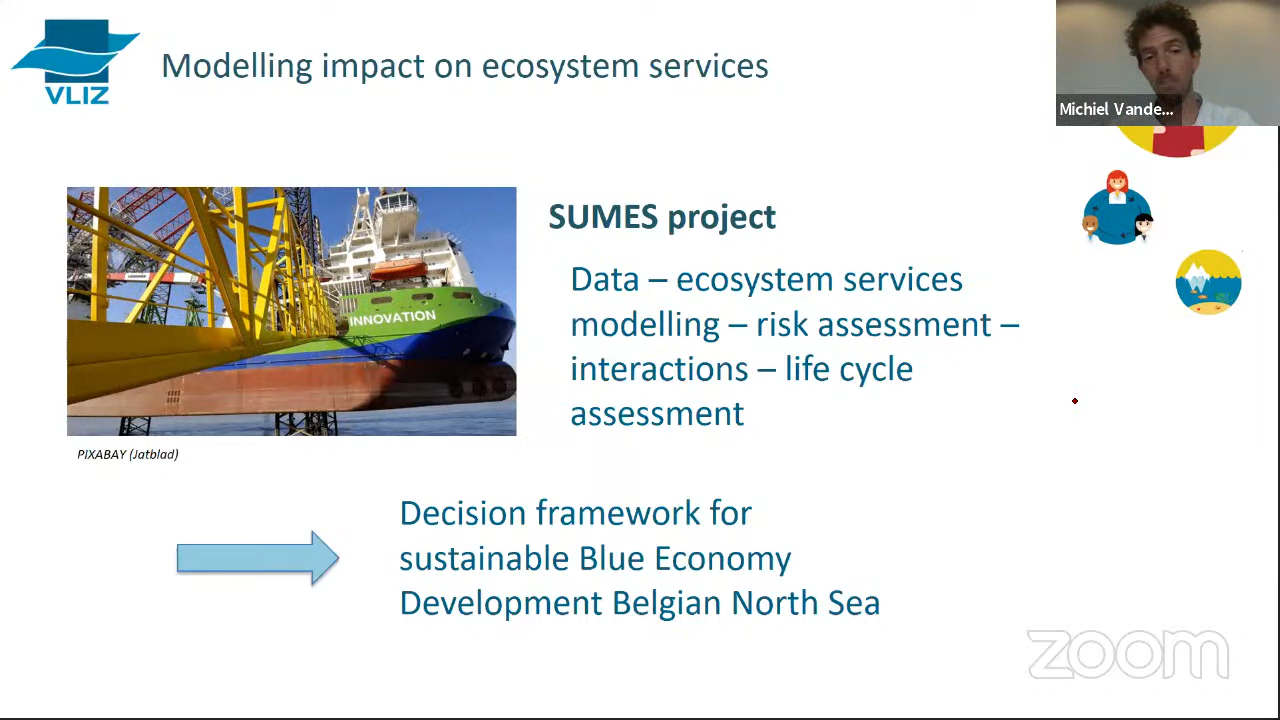 VLIZ
Modelling impact on ecosystem services
Michiel Vande...
INNOVATION
SUMES project
Data – ecosystem services
modelling – risk assessment –
interactions – life cycle
assessment
PIXABAY (Jatblad)
Decision framework for
sustainable Blue Economy
Development Belgian North Sea
zoom